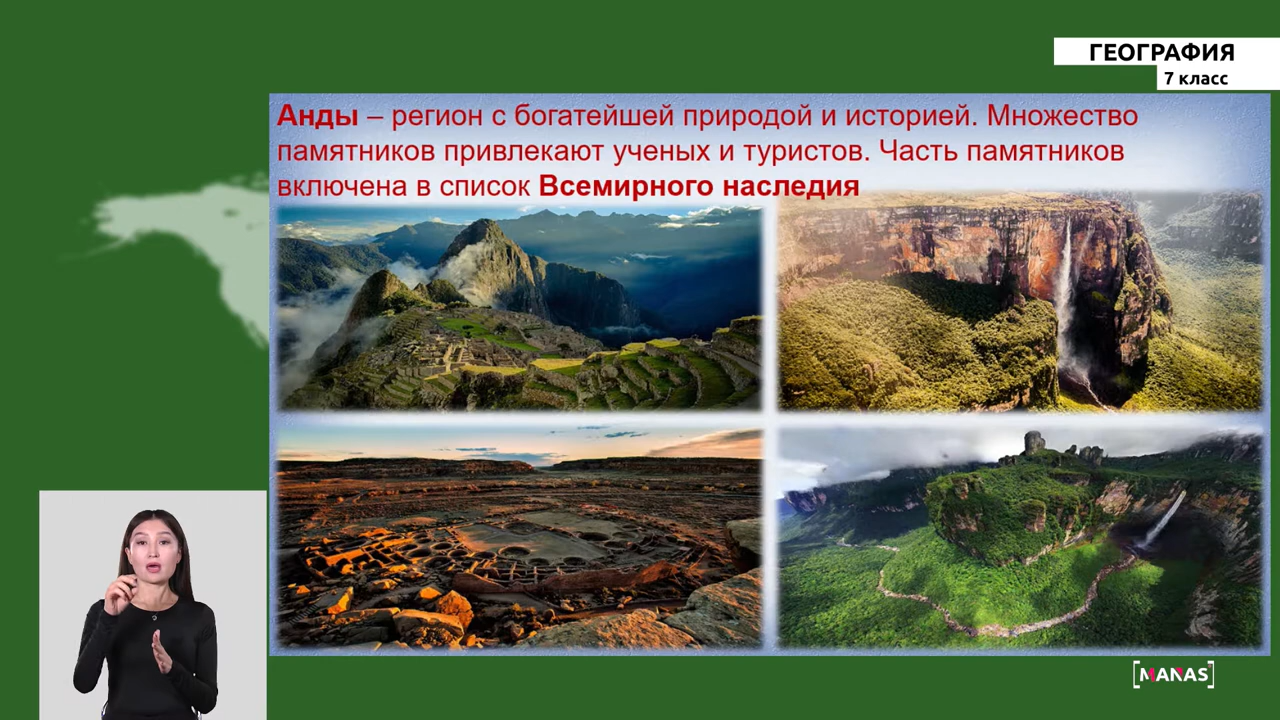 ГЕОГРАФИЯ
7 класс
Анды – регион с богатейшей природой и историей. Множество
памятников привлекают ученых и туристов. Часть памятников
включена в список Всемирного наследия
[MANAS]